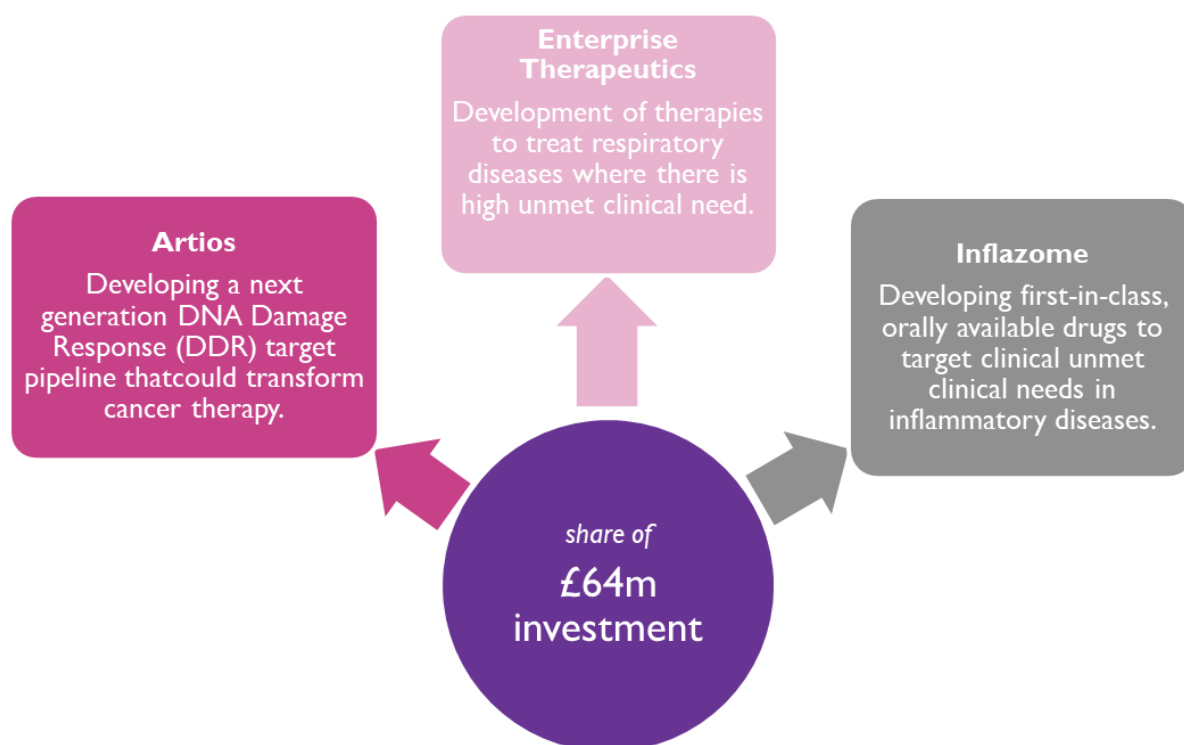 Enterprise
Therapeutics
Development of therapies
to treat respiratory
diseases where there is
high unmet clinical need.
Artios
Developing a next
generation DNA Damage
Response (DDR) target
pipeline thatcould transform
cancer therapy.
Inflazome
Developing first-in-class,
orally available drugs to
target clinical unmet
clinical needs in
inflammatory diseases.
share of
£64m
investment